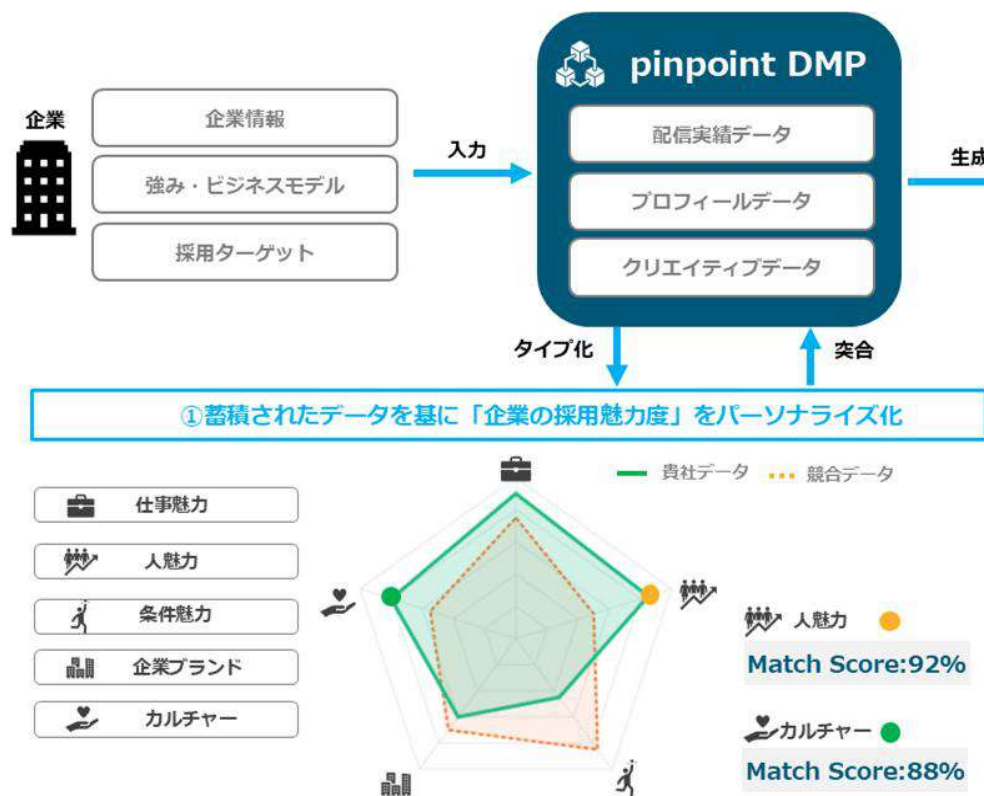 pinpoint DMP
企業
企業情報
強み・ビジネスモデル
採用ターゲット
入力
配信実績データ
プロフィールデータ
クリエイティブデータ
生成
タイプ化
突合
①蓄積されたデータを基に「企業の採用魅力度」をパーソナライズ化
貴社データ
競合データ
仕事魅力
人魅力
条件魅力
企業ブランド
カルチャー
人魅力
Match Score:92%
カルチャー
Match Score:88%